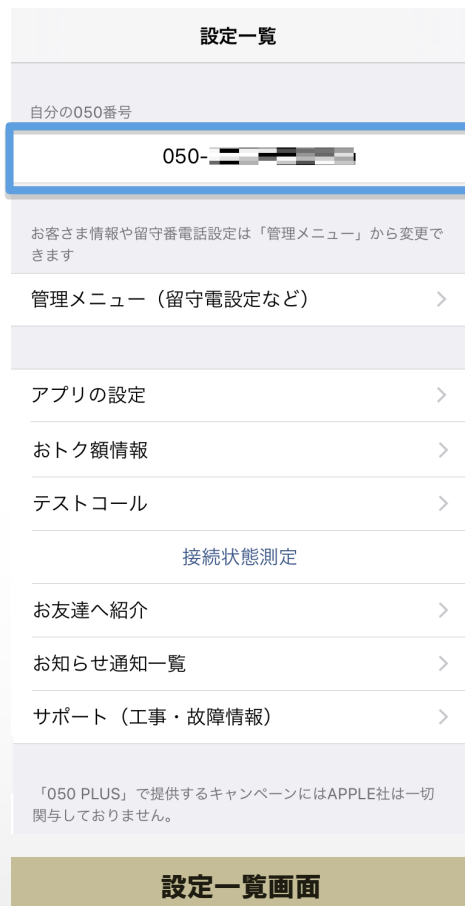 設定一覧
自分の050番号
050-
お客さま情報や留守番電話設定は「管理メニュー」から変更で
きます
管理メニュー（留守電設定など）
アプリの設定
おトク額情報
テストコール
接続状態測定
お友達へ紹介
お知らせ通知一覧
サポート（工事・故障情報）
「050 PLUS」で提供するキャンペーンにはAPPLE社は一切
関与しておりません。
設定一覧画面